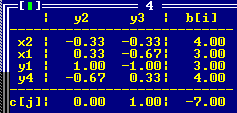 [▮] 4
¦ y2 y3 ¦ b[i]
x2 ¦ -0.33 -0.33¦ 4.00
x1 ¦ 0.33 -0.67¦ 3.00
y1 ¦ 1.00 -1.00¦ 3.00
y4 ¦ -0.67 0.33¦ 4.00
c[j]¦ 0.00 1.00¦ -7.00